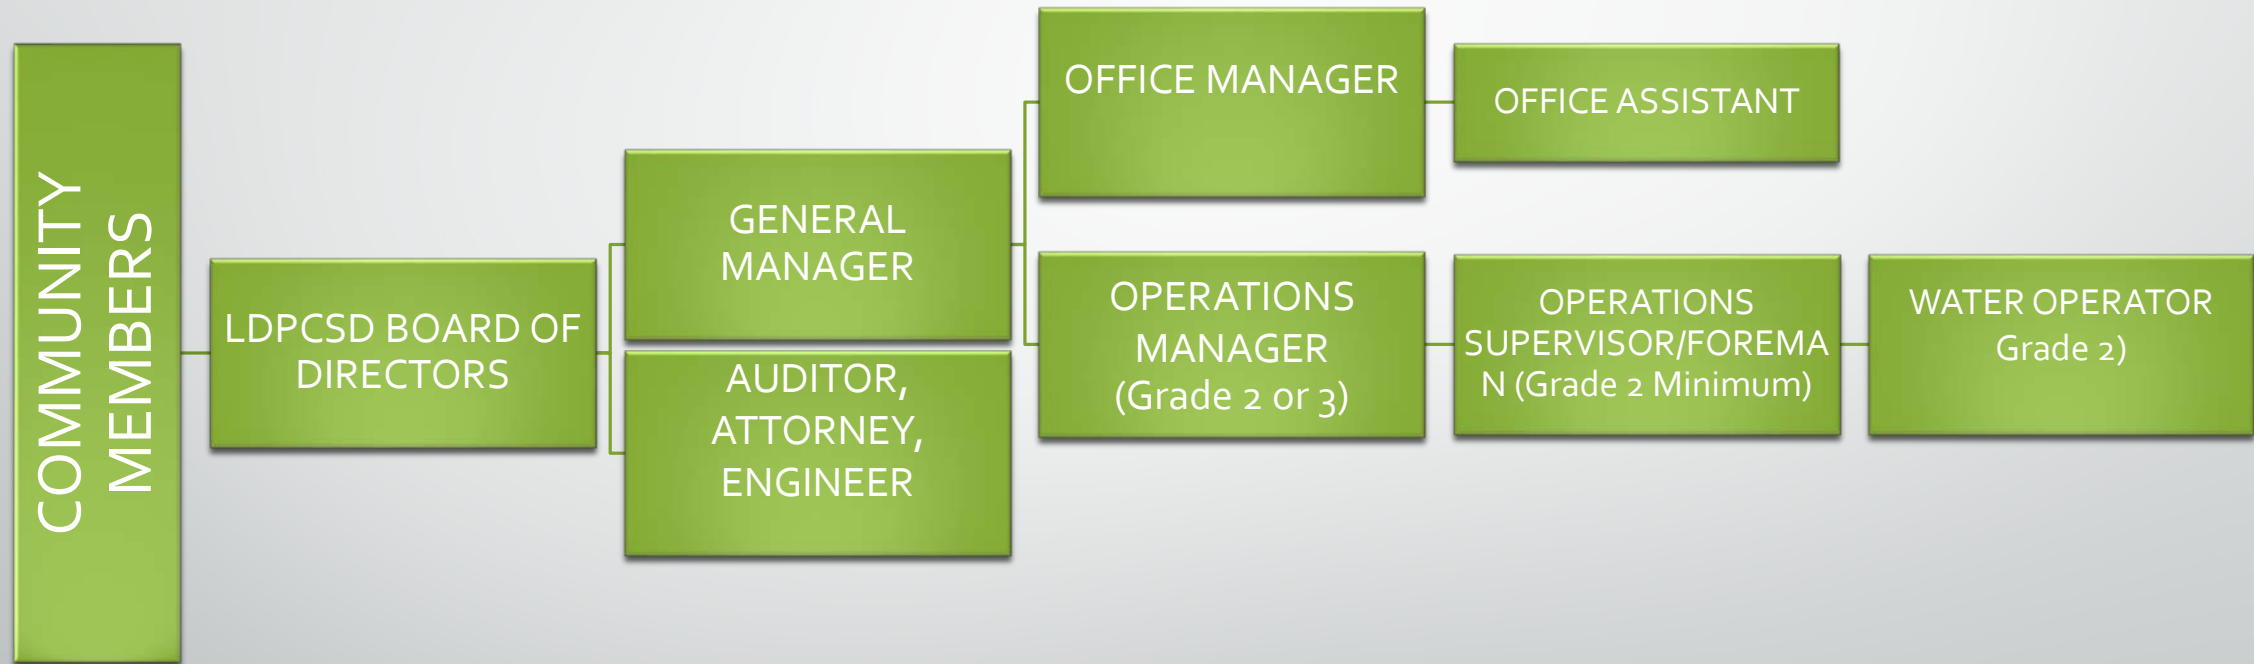 COMMUNITY
MEMBERS
LDPCSD BOARD OF
DIRECTORS
GENERAL
MANAGER
AUDITOR,
ATTORNEY,
ENGINEER
OFFICE MANAGER
OFFICE ASSISTANT
OPERATIONS
MANAGER
(Grade 2 or 3)
OPERATIONS
SUPERVISOR/FOREMA
N (Grade 2 Minimum)
WATER OPERATOR
Grade 2)